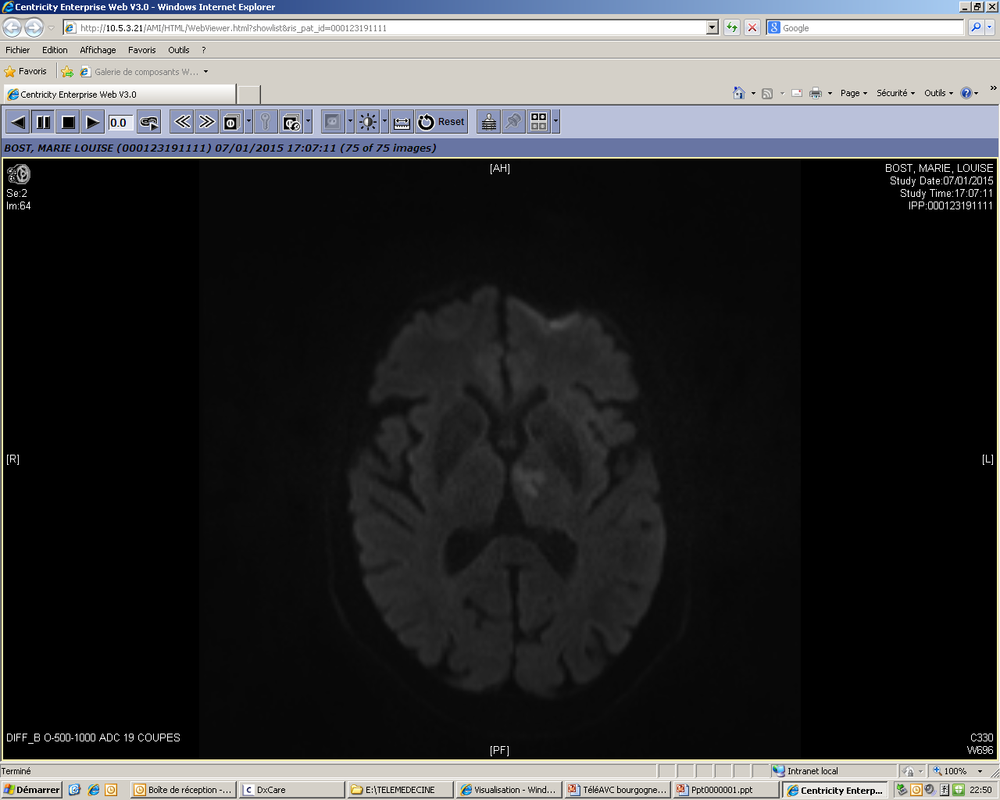 Centricity Enterprise Web V3.0 - Windows Internet Explorer
http://10.5.3.21/AMI/HTML/WebViewer.html?showlist&ris_pat_id=000123191111
Google
Fichier Edition Affichage Favoris Outils ?
Favoris Galerie de composants W...
Centricity Enterprise Web V3.0
Page Sécurité Outils
0.0 Reset
BOST, MARIE LOUISE (000123191111) 07/01/2015 17:07:11 (75 of 75 images)
[AH]
Se:2
Im:64
BOST, MARIE, LOUISE
Study Date:07/01/2015
Study Time:17:07:11
IPP:000123191111
[R]
[L]
DIFF_B O-500-1000 ADC 19 COUPES
[PF]
C330
W696
Terminé Intranet local 100%
Démarrer Boîte de réception -... DxCare E:\TELEMEDECINE Visualisation - Wind... TéléAVC bourgogne... Ppt0000001.ppt Centricity Enterp... 22:50